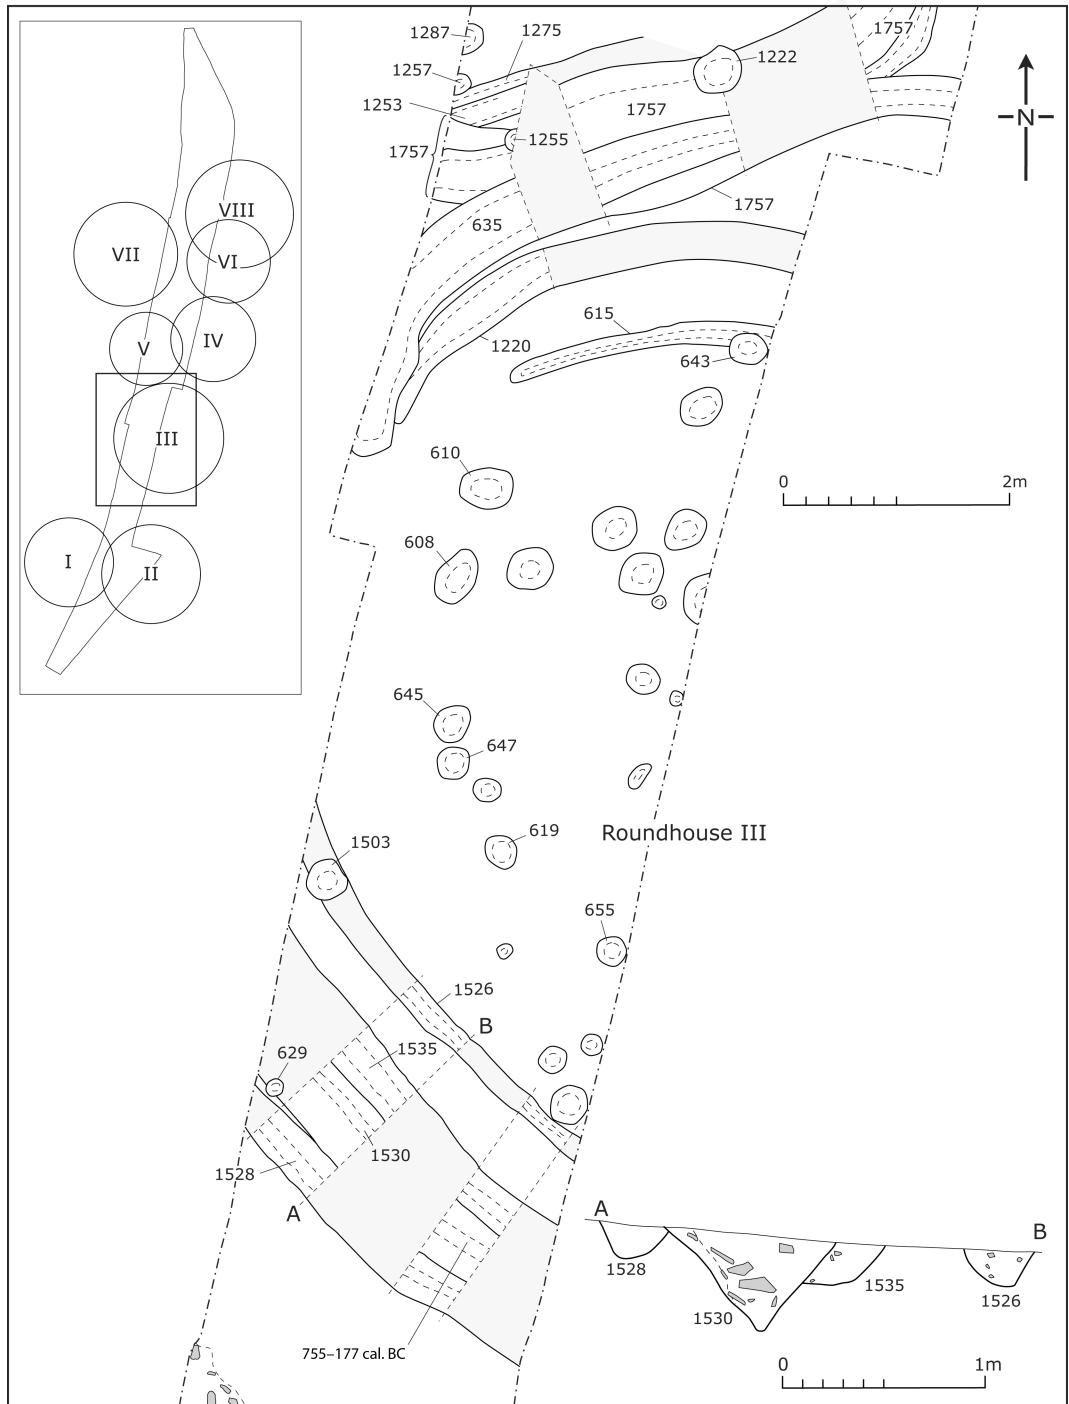 1287
1275
1257
1222
1757
1253
1757
1255
1757
635
1757
N
615
1220
643
0 2m
610
608
645
647
619
Roundhouse III
1503
655
1526
B
1535
629
1530
1528
A
755–177 cal. BC
VIII
VII
VI
IV
V
III
I
II
A
B
1528
1535
1526
1530
0 1m